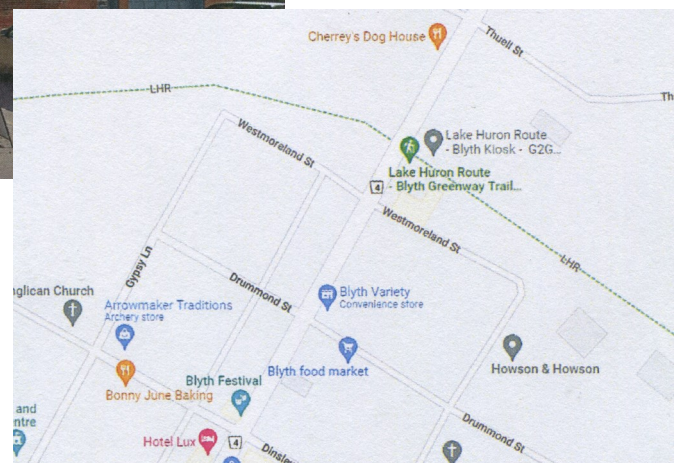 Cherrey's Dog House
Thuell St
Th
LHR
Westmoreland St
Lake Huron Route
- Blyth Kiosk - G2G...
Lake Huron Route
- Blyth Greenway Trail...
4
Westmoreland St
LHR
Gypsy Ln
Drummond St
nglican Church
Arrowmaker Traditions
Archery store
Blyth Variety
Convenience store
Blyth food market
Howson & Howson
Bonny June Baking
Blyth Festival
and
ntre
Hotel Lux
4
Dinsley
Drummond St